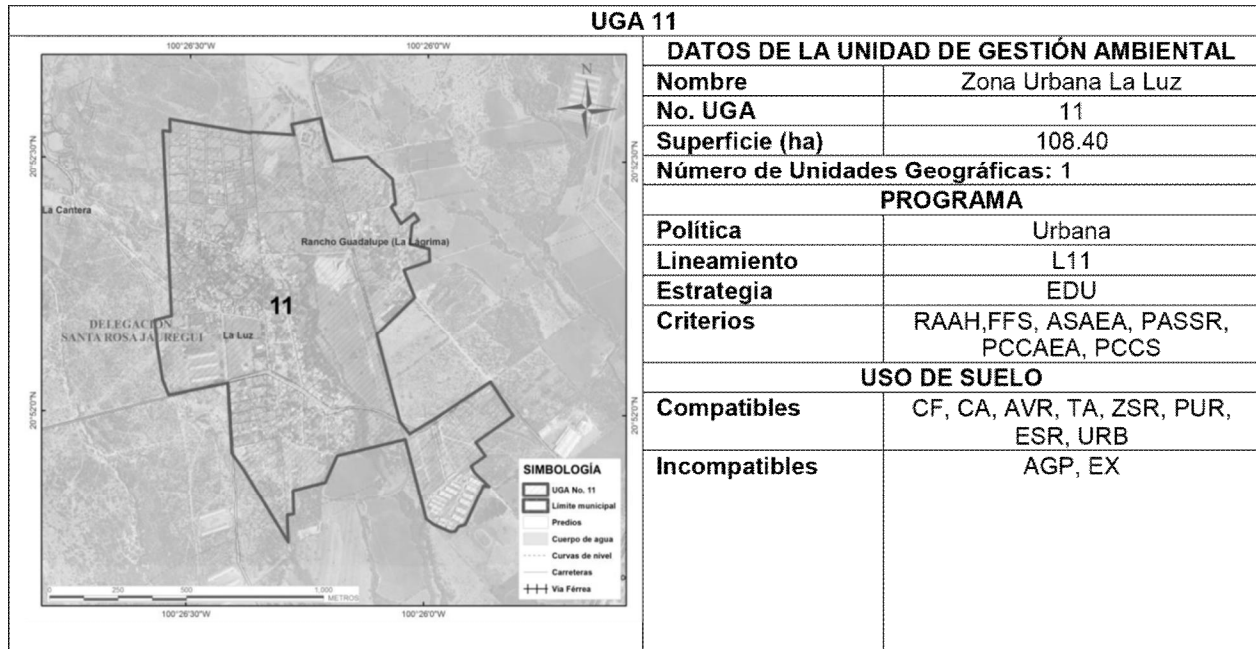 UGA 11
100°26'30"W
100°26'0"W
N
20°52'30"N
20°52'30"N
La Cantera
Rancho Guadalupe (La Lágrima)
11
DELEGACIÓN
SANTA ROSA JÁUREGUI
La Luz
20°52'0"N
20°52'0"N
SIMBOLOGÍA
UGA No. 11
Limite municipal
Predios
Cuerpo de agua
Curvas de nivel
Carreteras
Via Férrea
0 250 500 1,000
METROS
100°26'30"W
100°26'0"W
DATOS DE LA UNIDAD DE GESTIÓN AMBIENTAL
Nombre Zona Urbana La Luz
No. UGA 11
Superficie (ha) 108.40
Número de Unidades Geográficas: 1
PROGRAMA
Política Urbana
Lineamiento L11
Estrategia EDU
Criterios RAAH,FFS, ASAEA, PASSR,
PCCAEA, PCCS
USO DE SUELO
Compatibles CF, CA, AVR, TA, ZSR, PUR,
ESR, URB
Incompatibles AGP, EX